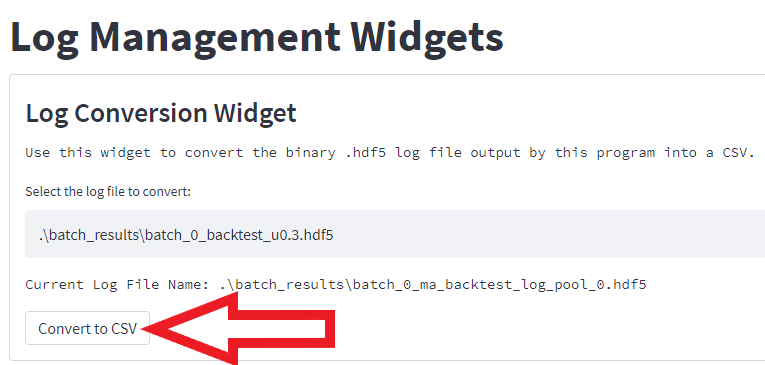 Log Management Widgets
Log Conversion Widget
Use this widget to convert the binary .hdf5 log file output by this program into a CSV.
Select the log file to convert:
.\batch_results\batch_0_backtest_u0.3.hdf5
Current Log File Name: .\batch_results\batch_0_ma_backtest_log_pool_0.hdf5
Convert to CSV